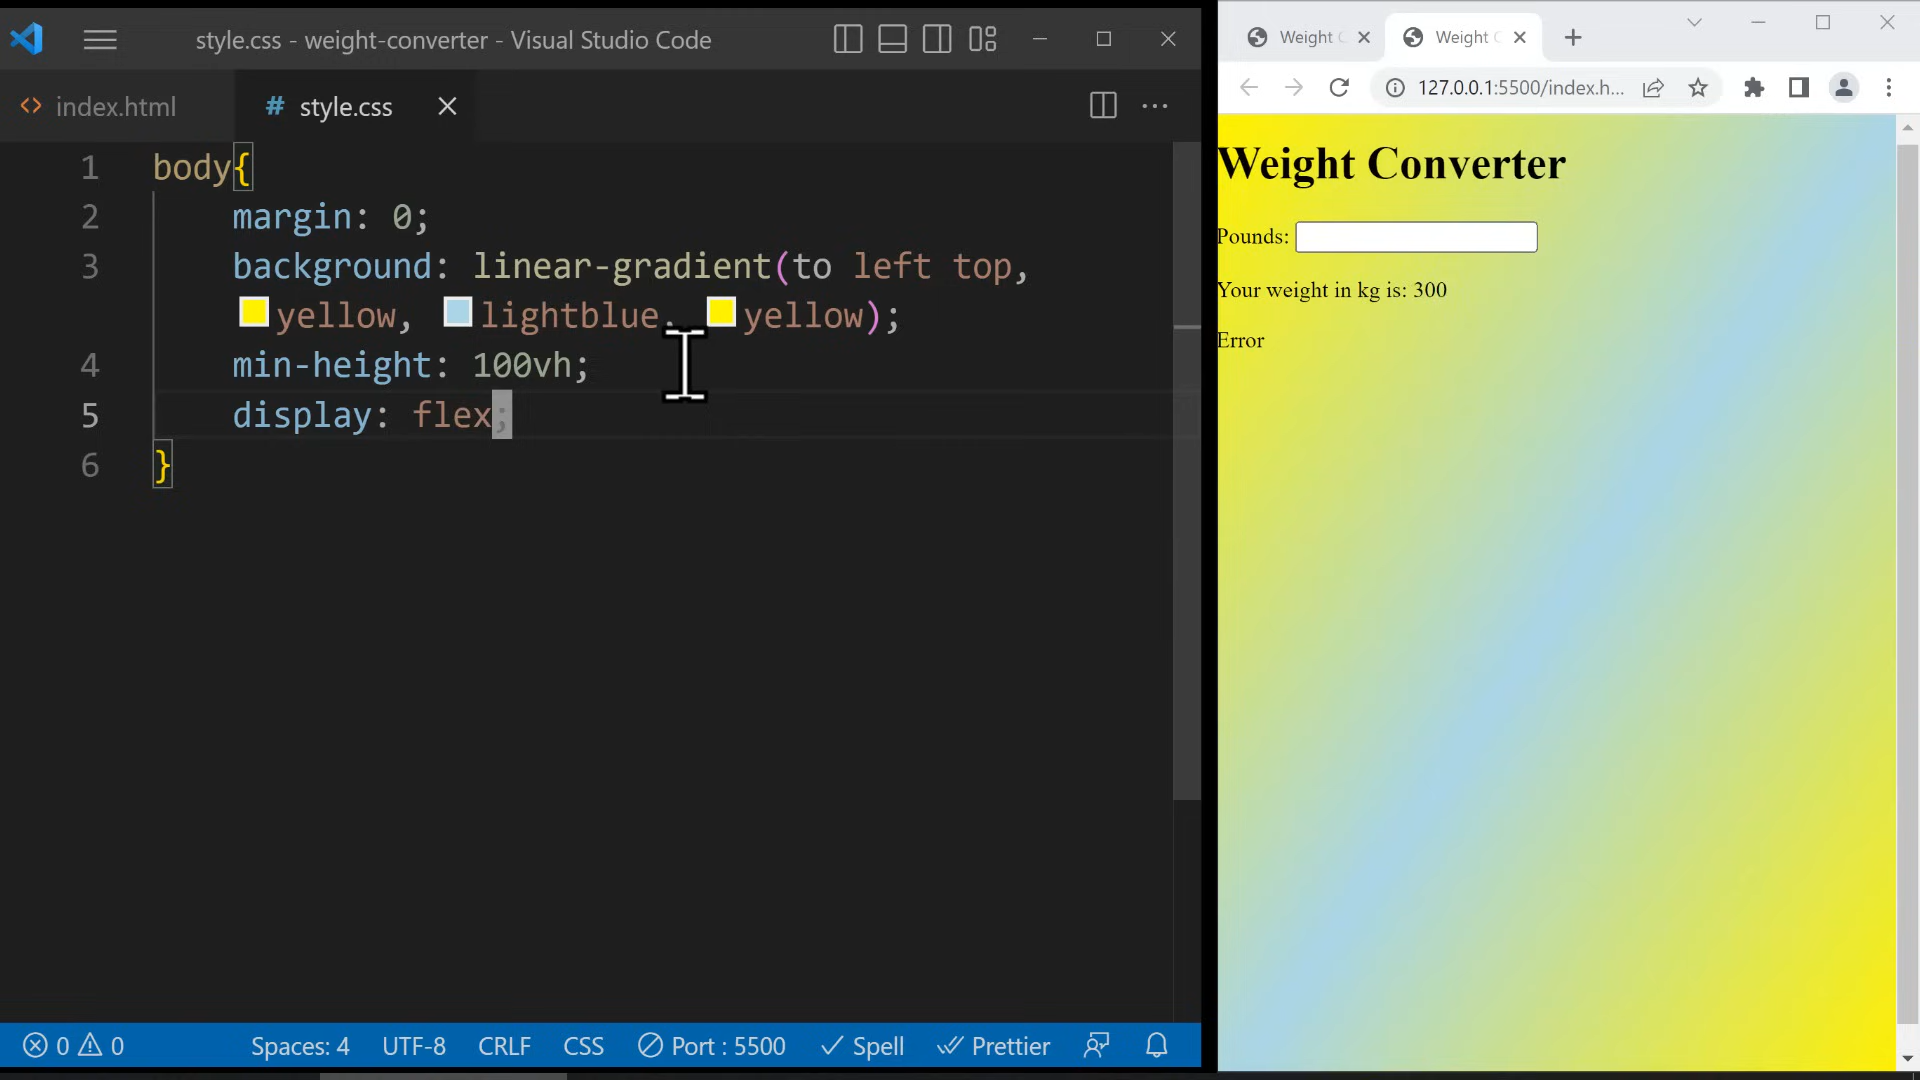 style.css - weight-converter - Visual Studio Code
index.html
# style.css
1 body{
2 margin: 0;
3 background: linear-gradient(to left top,
yellow, lightblue, yellow);
4 min-height: 100vh;
5 display: flex;
6 }
0 0 Spaces: 4 UTF-8 CRLF CSS Port : 5500 Spell Prettier
Weight C
Weight C
127.0.0.1:5500/index.h...
Weight Converter
Pounds:
Your weight in kg is: 300
Error